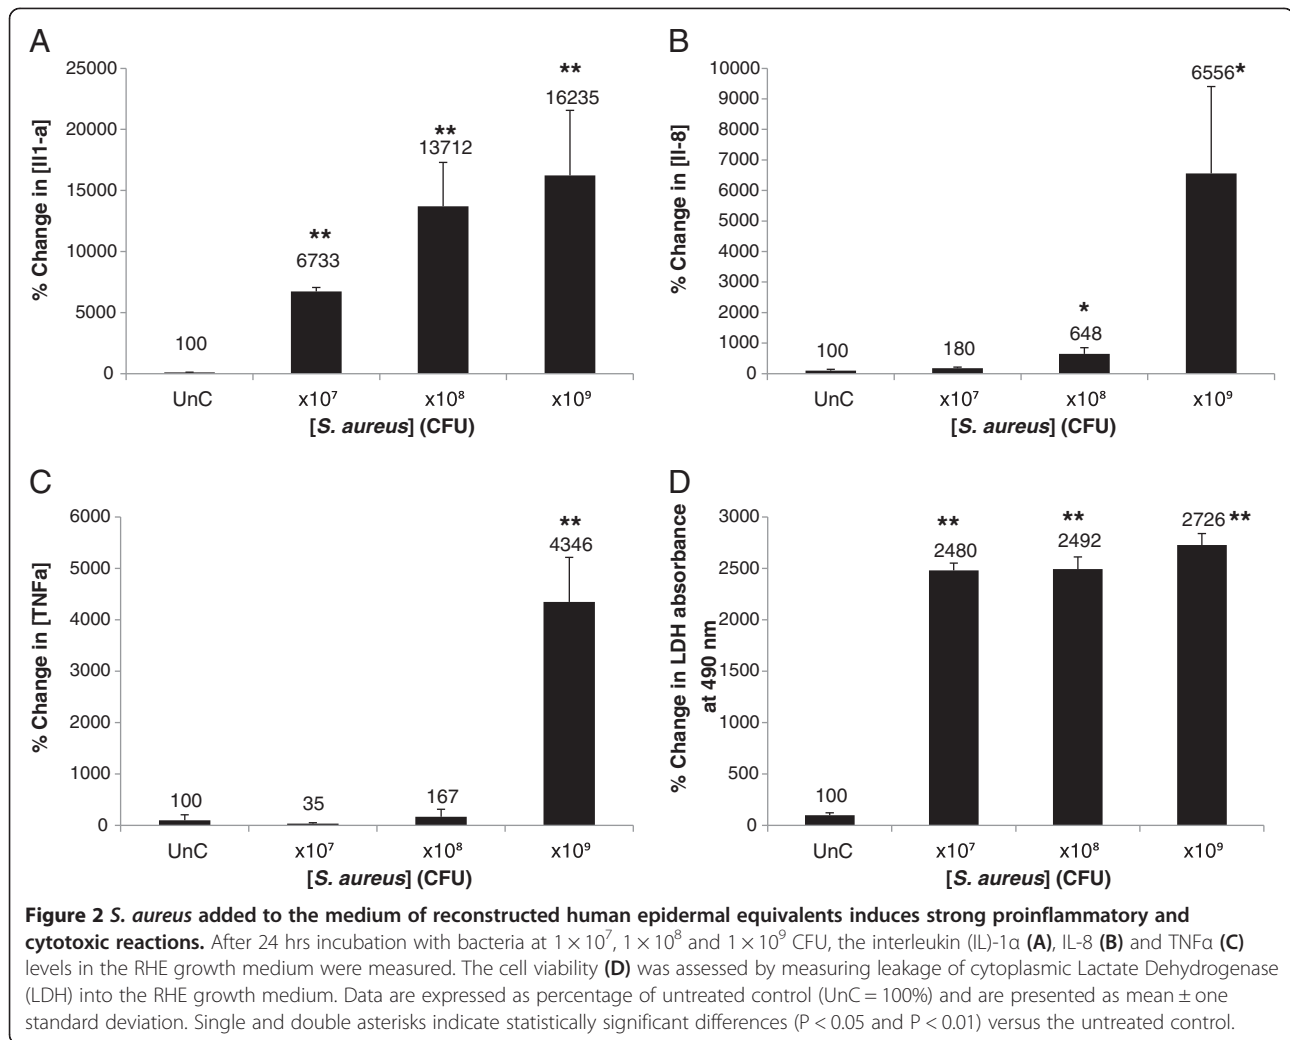 A
% Change in [Il1-a]
25000
20000
15000
10000
5000
0
100
**
6733
**
13712
**
16235
UnC
x10⁷
x10⁸
x10⁹
[S. aureus] (CFU)
B
% Change in [Il-8]
10000
9000
8000
7000
6000
5000
4000
3000
2000
1000
0
100
180
*
648
6556*
UnC
x10⁷
x10⁸
x10⁹
[S. aureus] (CFU)
C
% Change in [TNFa]
6000
5000
4000
3000
2000
1000
0
100
35
167
**
4346
UnC
x10⁷
x10⁸
x10⁹
[S. aureus] (CFU)
D
% Change in LDH absorbance
at 490 nm
3000
2500
2000
1500
1000
500
0
100
**
2480
**
2492
2726 **
UnC
x10⁷
x10⁸
x10⁹
[S. aureus] (CFU)
Figure 2 S. aureus added to the medium of reconstructed human epidermal equivalents induces strong proinflammatory and
cytotoxic reactions. After 24 hrs incubation with bacteria at 1 × 10⁷, 1 × 10⁸ and 1 × 10⁹ CFU, the interleukin (IL)-1α (A), IL-8 (B) and TNFα (C)
levels in the RHE growth medium were measured. The cell viability (D) was assessed by measuring leakage of cytoplasmic Lactate Dehydrogenase
(LDH) into the RHE growth medium. Data are expressed as percentage of untreated control (UnC = 100%) and are presented as mean ± one
standard deviation. Single and double asterisks indicate statistically significant differences (P < 0.05 and P < 0.01) versus the untreated control.